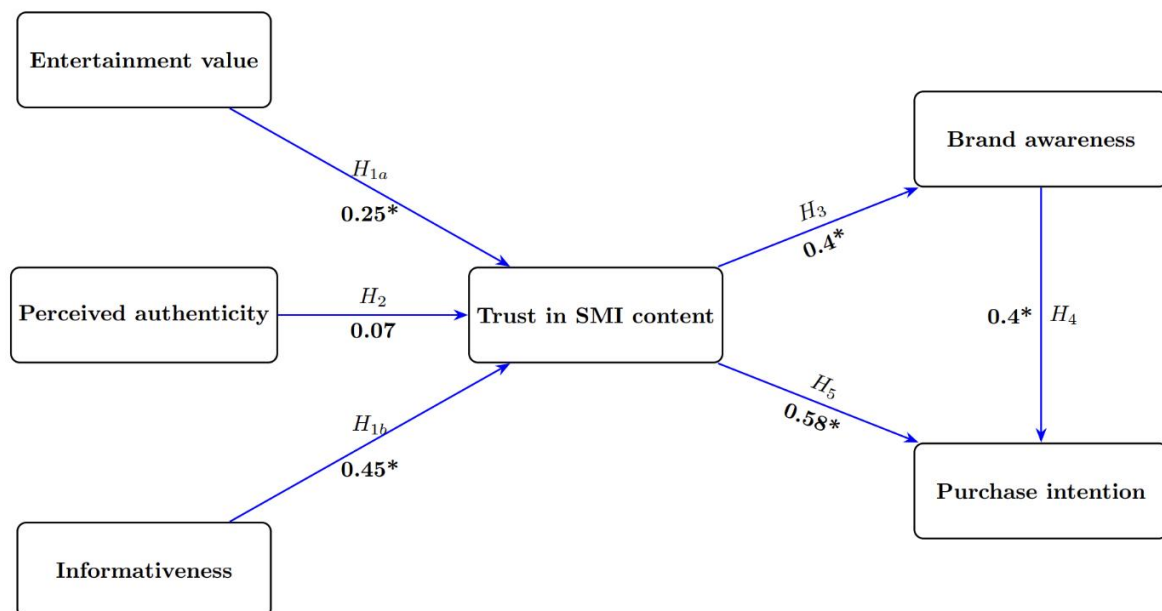 Entertainment value
Brand awareness
H1a
0.25*
H3
0.4*
Perceived authenticity
H2
0.07
Trust in SMI content
0.4*
H4
H5
0.58*
H1b
0.45*
Purchase intention
Informativeness